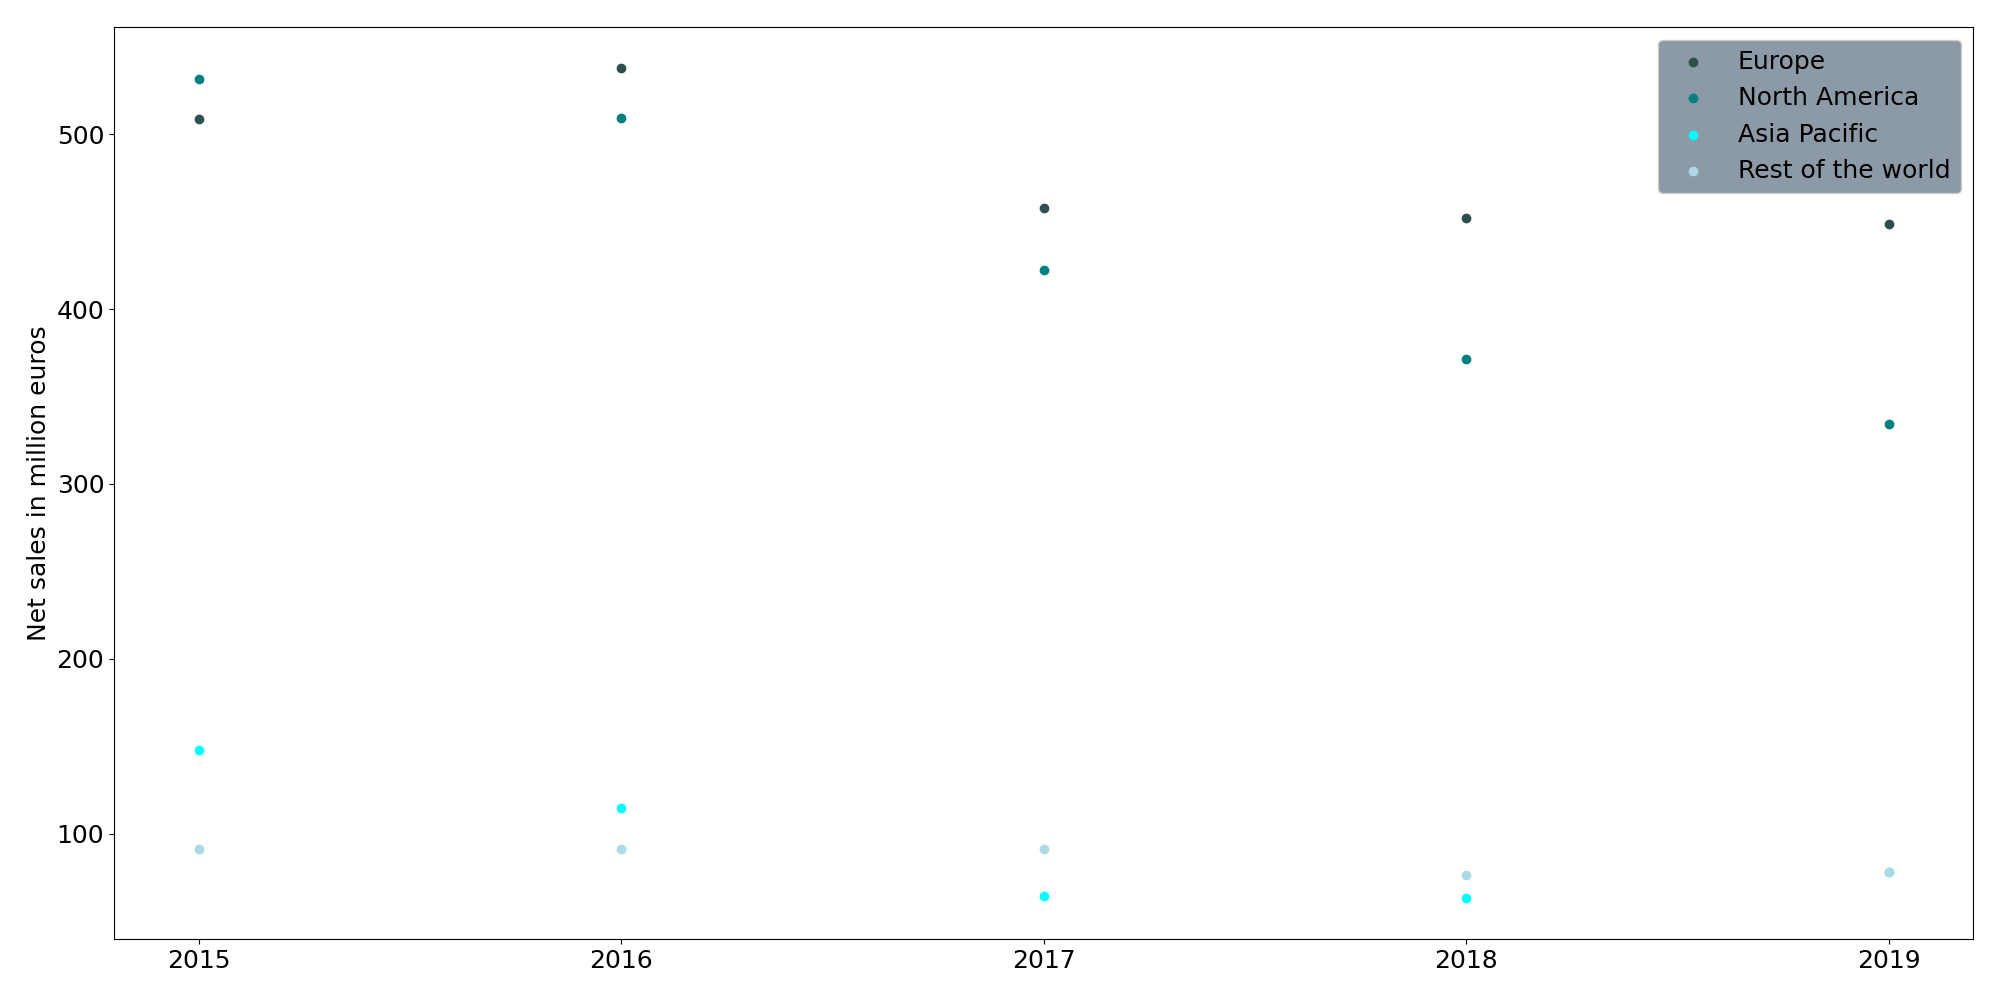 Europe
North America
Asia Pacific
Rest of the world
Net sales in million euros
500
400
300
200
100
2015
2016
2017
2018
2019